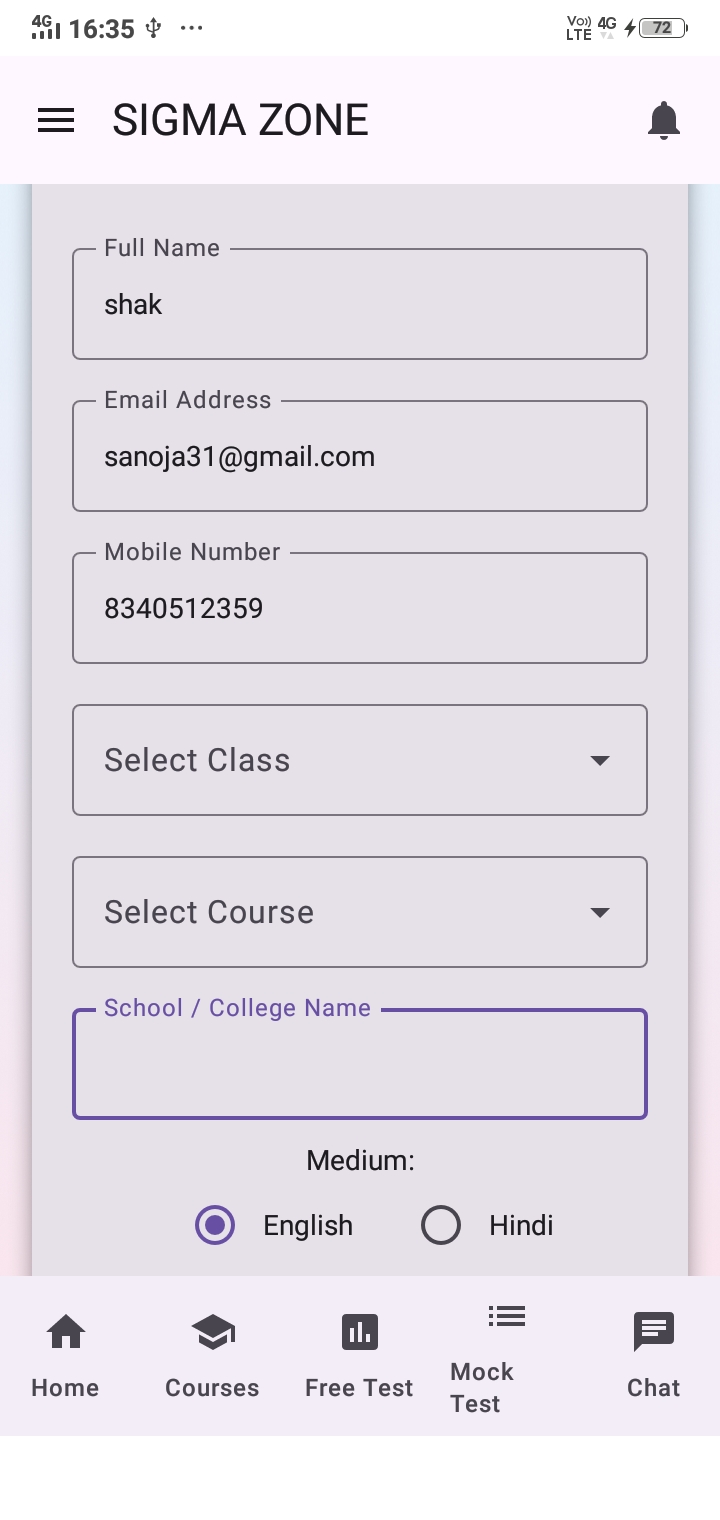 4G 16:35 ... Vo)) LTE 4G 72
SIGMA ZONE
Full Name
shak
Email Address
sanoja31@gmail.com
Mobile Number
8340512359
Select Class
Select Course
School / College Name
Medium:
English Hindi
Home Courses Free Test Mock Test Chat